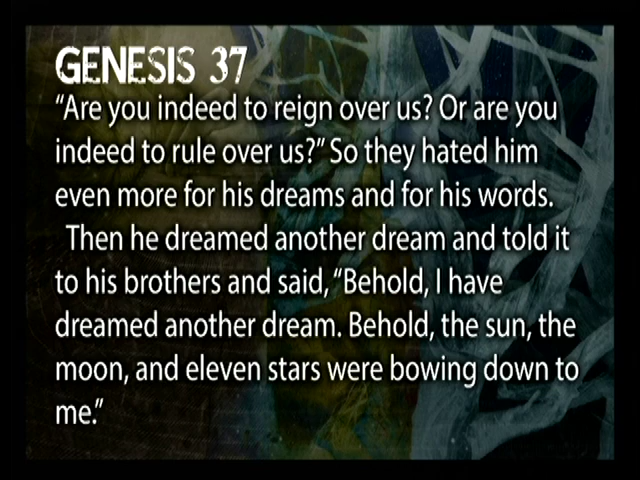 GENESIS 37
“Are you indeed to reign over us? Or are you
indeed to rule over us?” So they hated him
even more for his dreams and for his words.
Then he dreamed another dream and told it
to his brothers and said, “Behold, I have
dreamed another dream. Behold, the sun, the
moon, and eleven stars were bowing down to
me.”